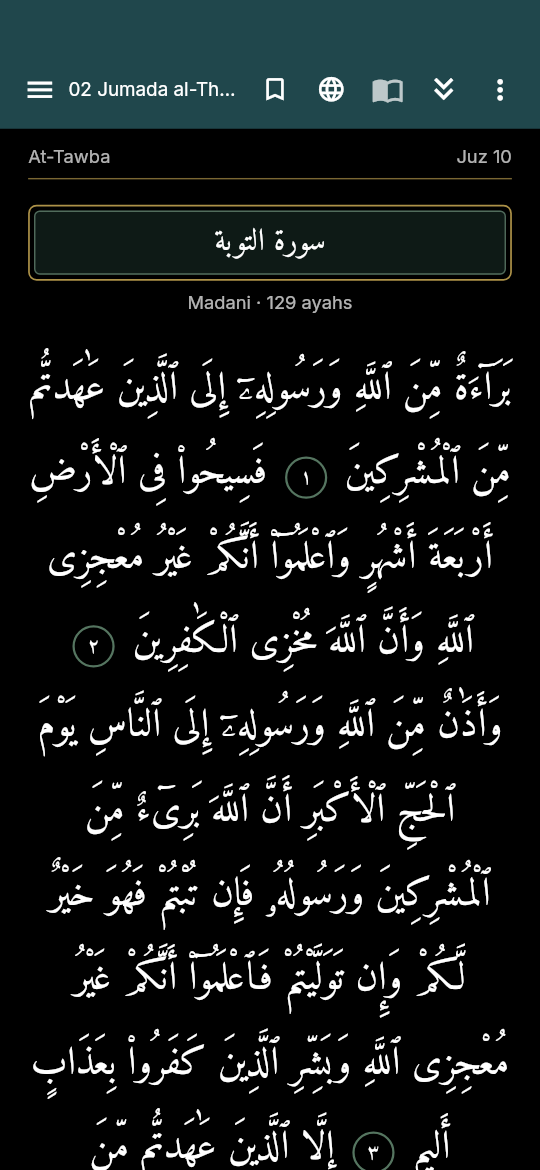 02 Jumada al-Th...
At-Tawba
Juz 10
سورة التوبة
Madani · 129 ayahs
بَرَآءَةٌ مِّنَ ٱللَّهِ وَرَسُولِهِۦٓ إِلَى ٱلَّذِينَ عَٰهَدتُّم
مِّنَ ٱلْمُشْرِكِينَ ١ فَسِيحُوا۟ فِى ٱلْأَرْضِ
أَرْبَعَةَ أَشْهُرٍ وَٱعْلَمُوٓا۟ أَنَّكُمْ غَيْرُ مُعْجِزِى
ٱللَّهِ وَأَنَّ ٱللَّهَ مُخْزِى ٱلْكَٰفِرِينَ ٢
وَأَذَٰنٌ مِّنَ ٱللَّهِ وَرَسُولِهِۦٓ إِلَى ٱلنَّاسِ يَوْمَ
ٱلْحَجِّ ٱلْأَكْبَرِ أَنَّ ٱللَّهَ بَرِىٓءٌ مِّنَ
ٱلْمُشْرِكِينَ وَرَسُولُهُۥ فَإِن تُبْتُمْ فَهُوَ خَيْرٌ
لَّكُمْ وَإِن تَوَلَّيْتُمْ فَٱعْلَمُوٓا۟ أَنَّكُمْ غَيْرُ
مُعْجِزِى ٱللَّهِ وَبَشِّرِ ٱلَّذِينَ كَفَرُوا۟ بِعَذَابٍ
أَلِيمٍ ٣ إِلَّا ٱلَّذِينَ عَٰهَدتُّم مِّنَ